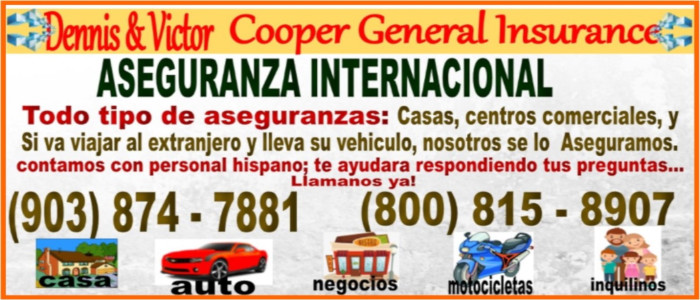 Dennis & Victor Cooper General Insurance
ASEGURANZA INTERNACIONAL
Todo tipo de aseguranzas: Casas, centros comerciales, y
Si va viajar al extranjero y lleva su vehiculo, nosotros se lo Aseguramos.
contamos con personal hispano; te ayudara respondiendo tus preguntas...
Llamanos ya!
(903) 874 - 7881 (800) 815 - 8907
casa auto negocios motocicletas inquilinos